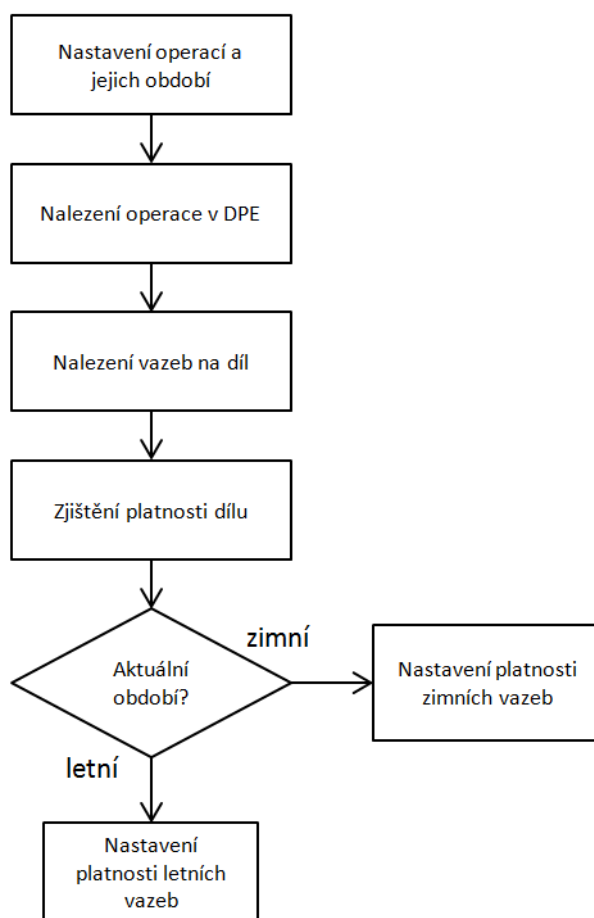 Nastavení operací a
jejich období
Nalezení operace v DPE
Nalezení vazeb na díl
Zjištění platnosti dílu
Aktuální
období?
zimní
Nastavení platnosti
zimních vazeb
letní
Nastavení
platnosti letních
vazeb